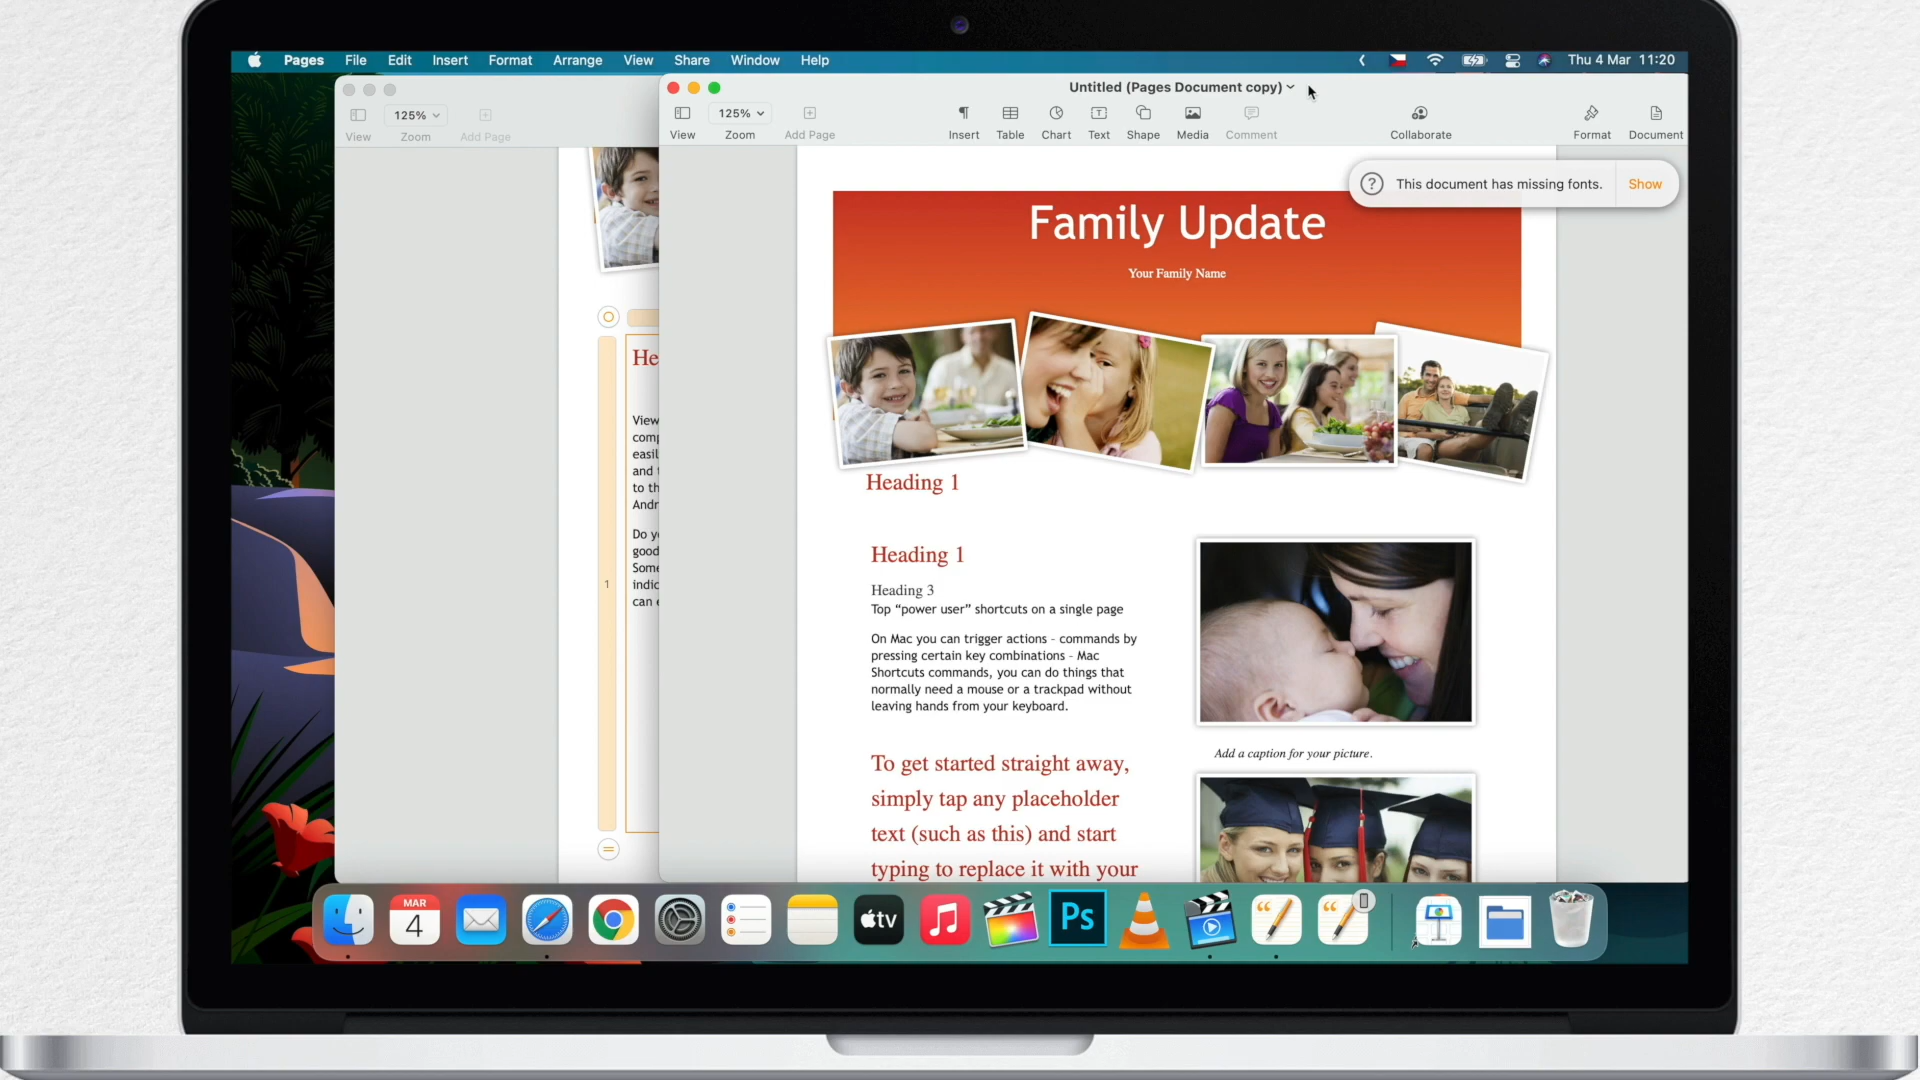 Pages File Edit Insert Format Arrange View Share Window Help
Thu 4 Mar 11:20
125%
View Zoom Add Page
He
View
comp
easil
and t
to th
Andr
Do yo
good
Some
indic
can e
1
Untitled (Pages Document copy)
125%
View Zoom Add Page Insert Table Chart Text Shape Media Comment Collaborate Format Document
? This document has missing fonts. Show
Family Update
Your Family Name
Heading 1
Heading 1
Heading 3
Top “power user” shortcuts on a single page
On Mac you can trigger actions - commands by
pressing certain key combinations - Mac
Shortcuts commands, you can do things that
normally need a mouse or a trackpad without
leaving hands from your keyboard.
To get started straight away,
simply tap any placeholder
text (such as this) and start
typing to replace it with your
Add a caption for your picture.
MAR
4
tv
Ps